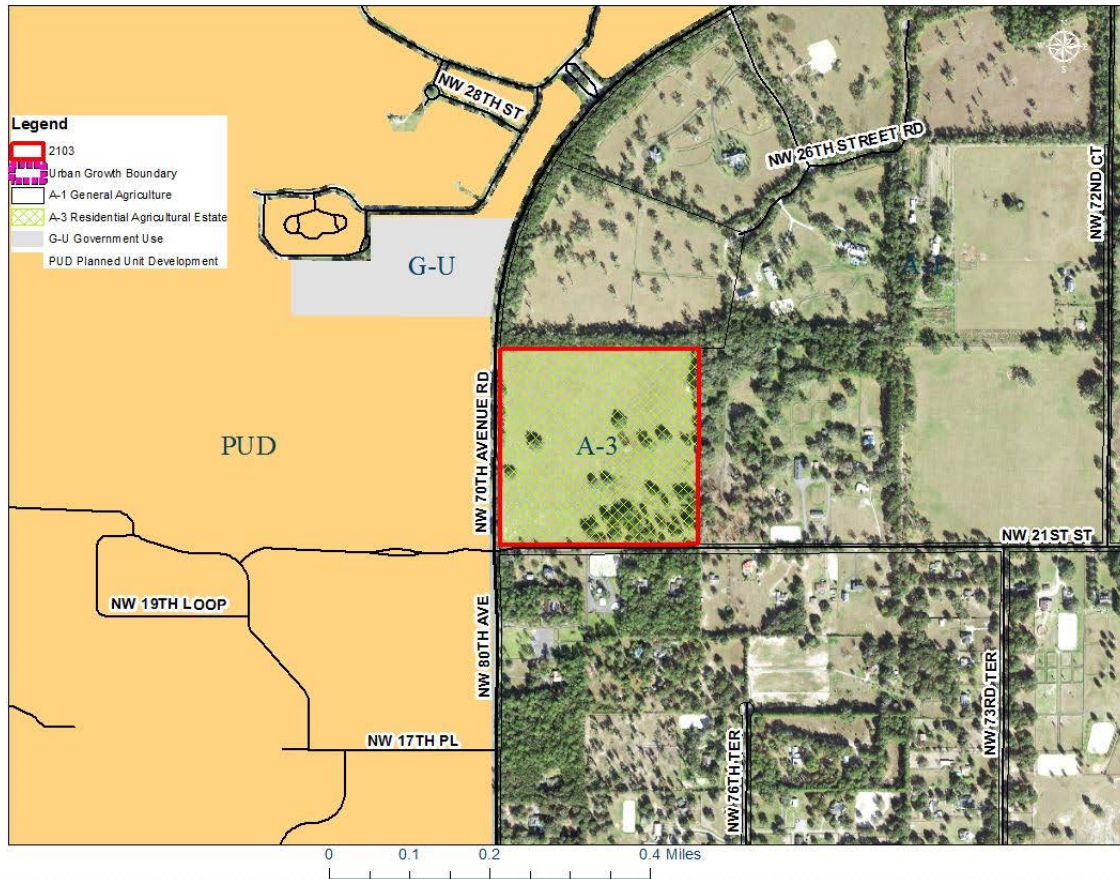 NW 28TH ST
Legend
2103
Urban Growth Boundary
A-1 General Agriculture
A-3 Residential Agricultural Estate
G-U Government Use
PUD Planned Unit Development
NW 26TH STREET RD
NW 72ND CT
G-U
A-1
PUD
NW 70TH AVENUE RD
A-3
NW 21ST ST
NW 19TH LOOP
NW 80TH AVE
NW 17TH PL
NW 76TH TER
NW 73RD TER
0 0.1 0.2 0.4 Miles